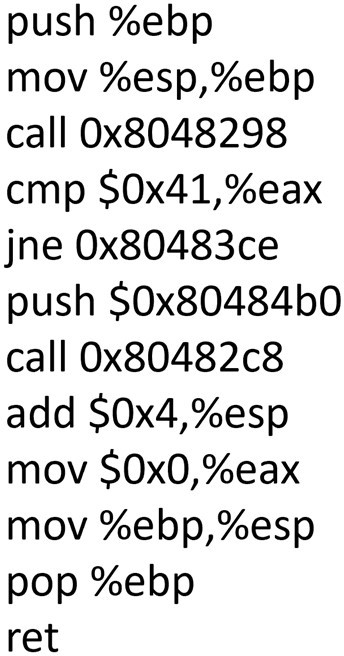 push %ebp
mov %esp,%ebp
call 0x8048298
cmp $0x41,%eax
jne 0x80483ce
push $0x80484b0
call 0x80482c8
add $0x4,%esp
mov $0x0,%eax
mov %ebp,%esp
pop %ebp
ret